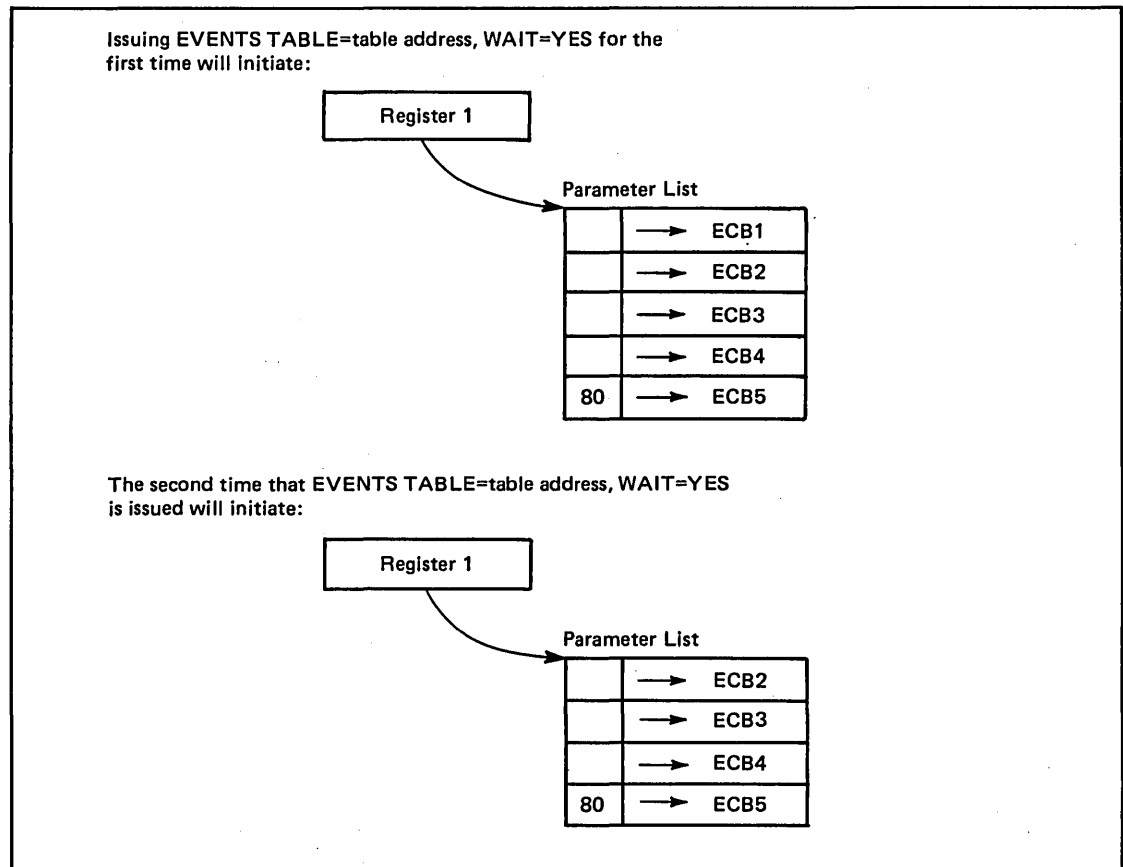 Issuing EVENTS TABLE=table address, WAIT=YES for the
first time will initiate:
Register 1
Parameter List
→ ECB1
→ ECB2
→ ECB3
→ ECB4
80 → ECB5
The second time that EVENTS TABLE=table address, WAIT=YES
is issued will initiate:
Register 1
Parameter List
→ ECB2
→ ECB3
→ ECB4
80 → ECB5